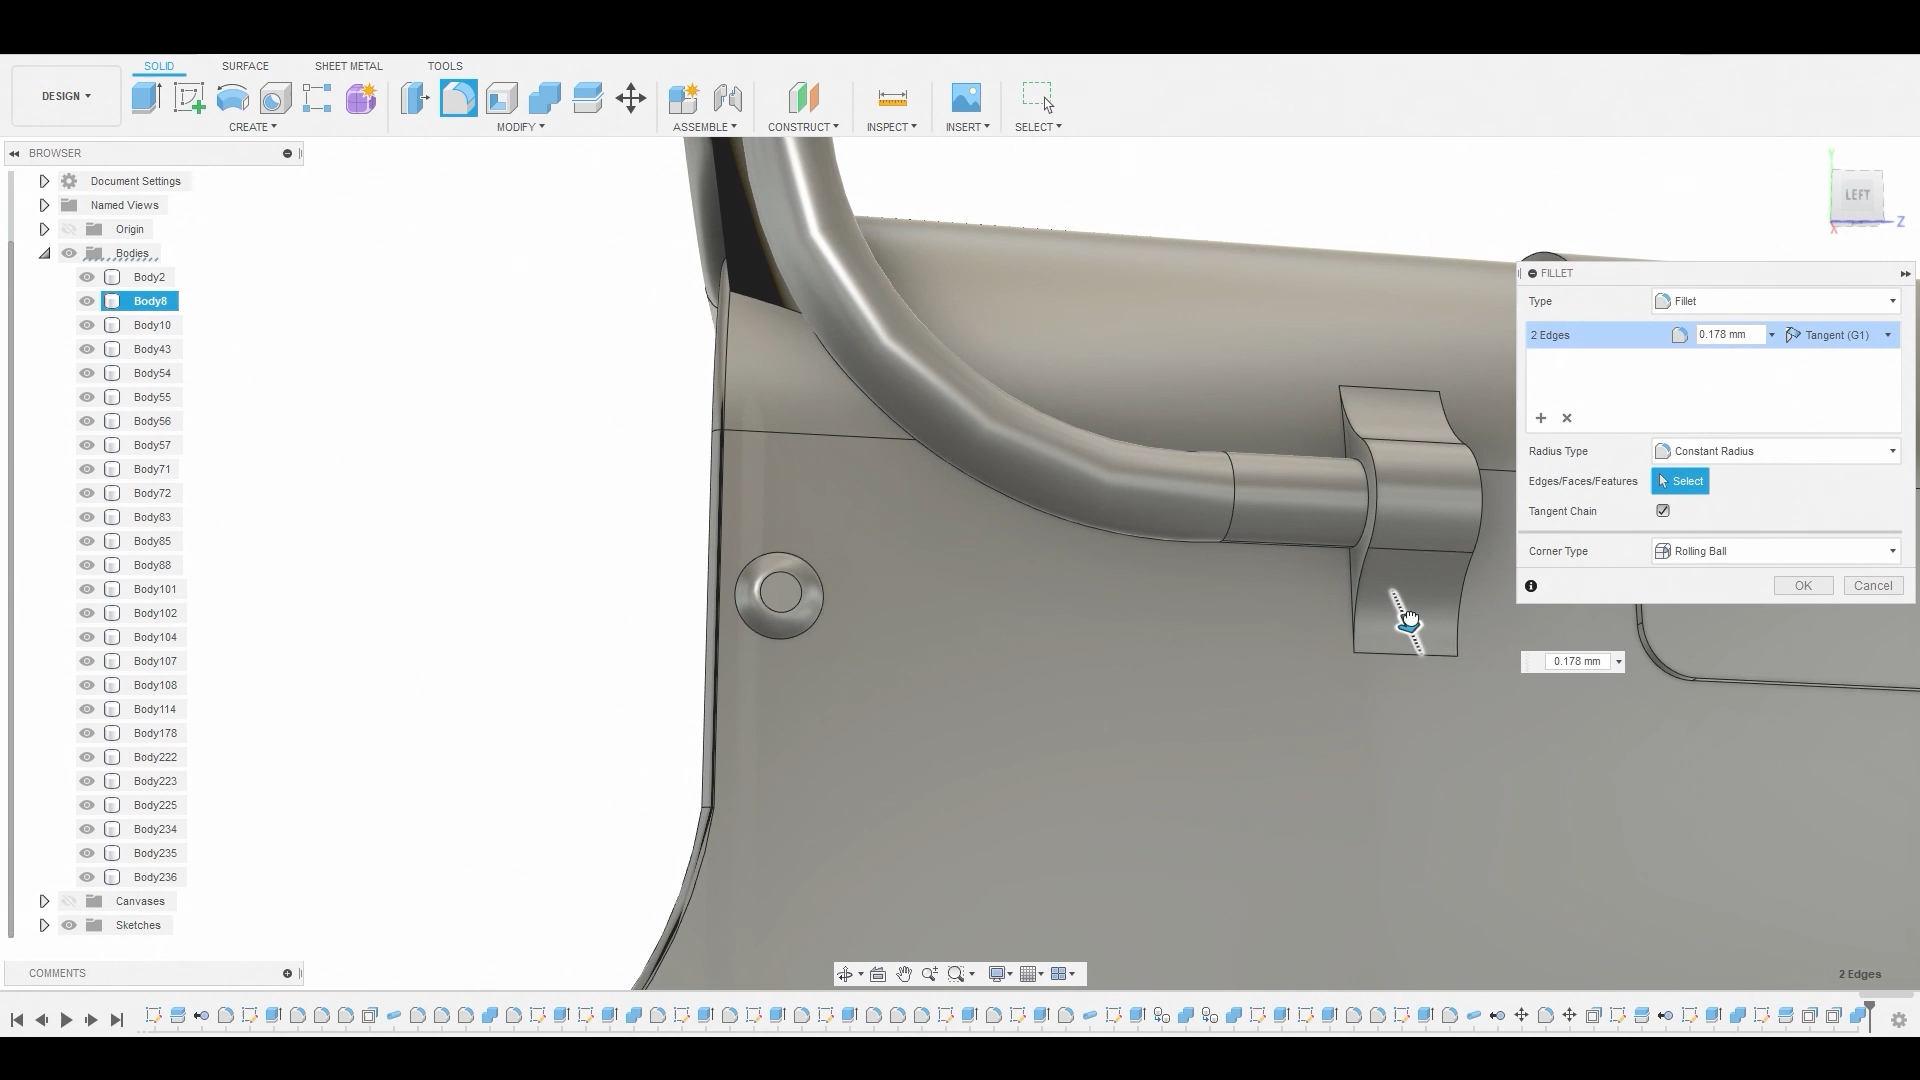 SOLID SURFACE SHEET METAL TOOLS
DESIGN
CREATE MODIFY ASSEMBLE CONSTRUCT INSPECT INSERT SELECT
BROWSER
Document Settings
Named Views
Origin
Bodies
Body2
Body8
Body10
Body43
Body54
Body55
Body56
Body57
Body71
Body72
Body83
Body85
Body88
Body101
Body102
Body104
Body107
Body108
Body114
Body178
Body222
Body223
Body225
Body234
Body235
Body236
Canvases
Sketches
COMMENTS
Y
LEFT
Z
X
FILLET
Type Fillet
2 Edges 0.178 mm Tangent (G1)
Radius Type Constant Radius
Edges/Faces/Features Select
Tangent Chain
Corner Type Rolling Ball
OK Cancel
0.178 mm
2 Edges